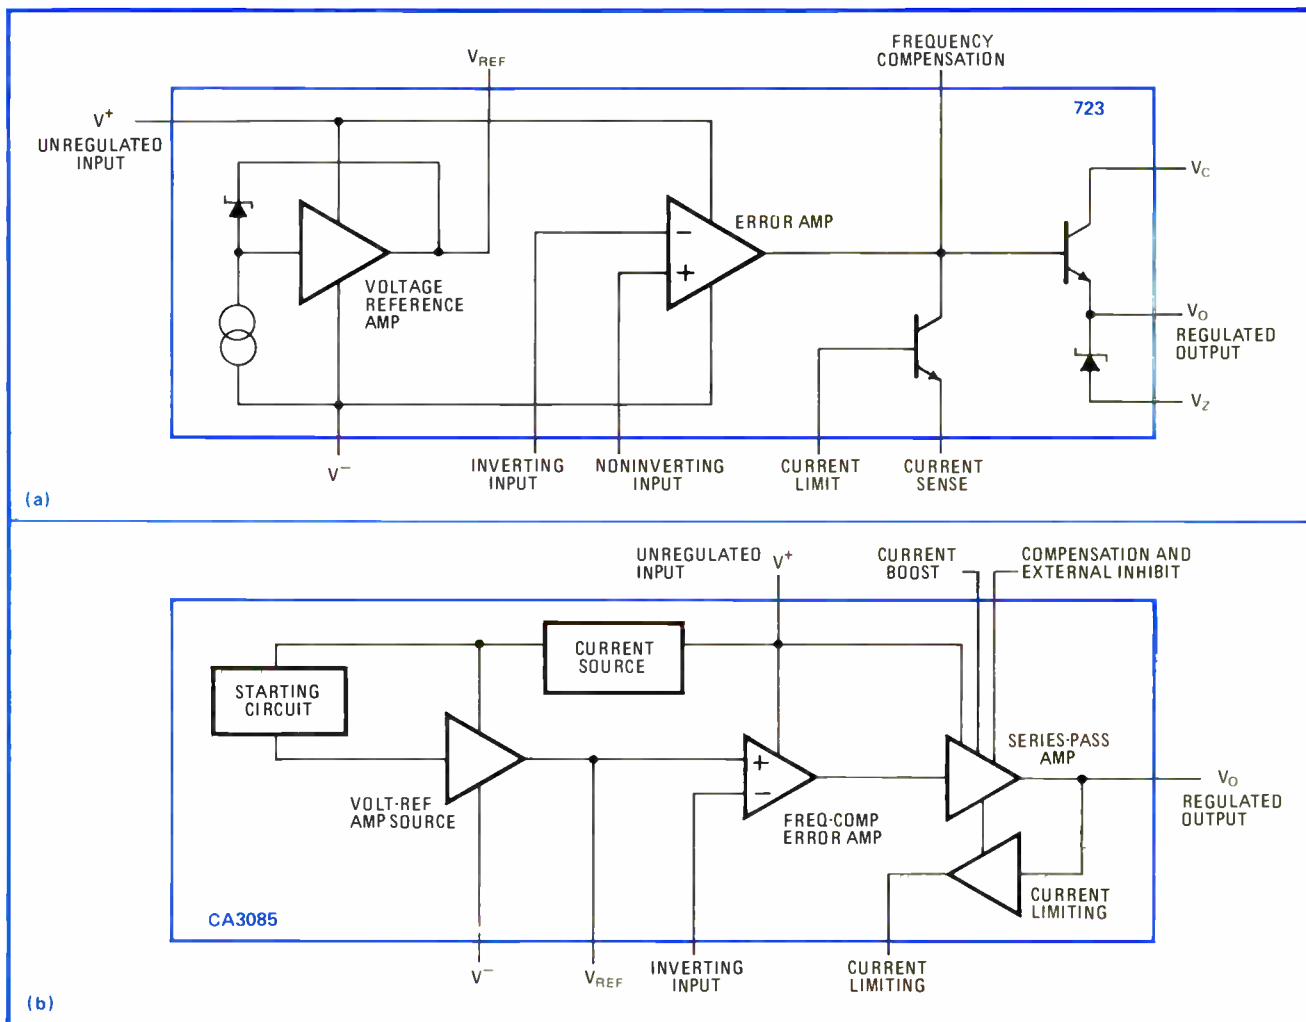 FREQUENCY
COMPENSATION
VREF
723
V+
UNREGULATED
INPUT
VC
ERROR AMP
−
+
VOLTAGE
REFERENCE
AMP
VO
REGULATED
OUTPUT
VZ
V−
INVERTING
INPUT
NONINVERTING
INPUT
CURRENT
LIMIT
CURRENT
SENSE
(a)
UNREGULATED
INPUT
V+
CURRENT
BOOST
COMPENSATION AND
EXTERNAL INHIBIT
CURRENT
SOURCE
STARTING
CIRCUIT
SERIES-PASS
AMP
+
−
VO
REGULATED
OUTPUT
VOLT-REF
AMP SOURCE
FREQ-COMP
ERROR AMP
CURRENT
LIMITING
CA3085
V−
VREF
INVERTING
INPUT
CURRENT
LIMITING
(b)